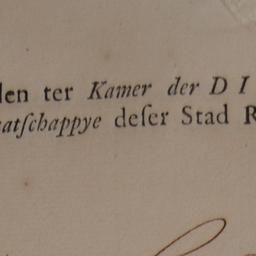 len ter Kamer der D I
atſchappye deſer Stad R